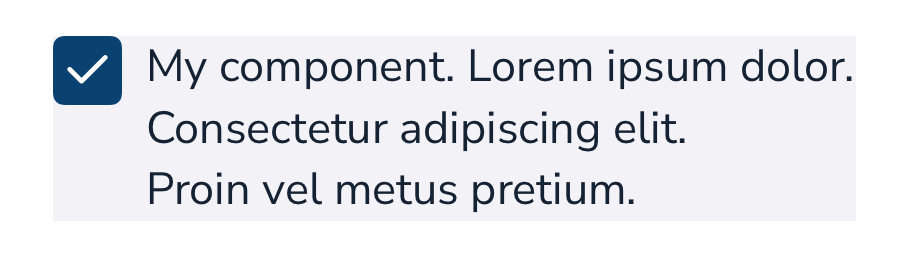 My component. Lorem ipsum dolor.
Consectetur adipiscing elit.
Proin vel metus pretium.